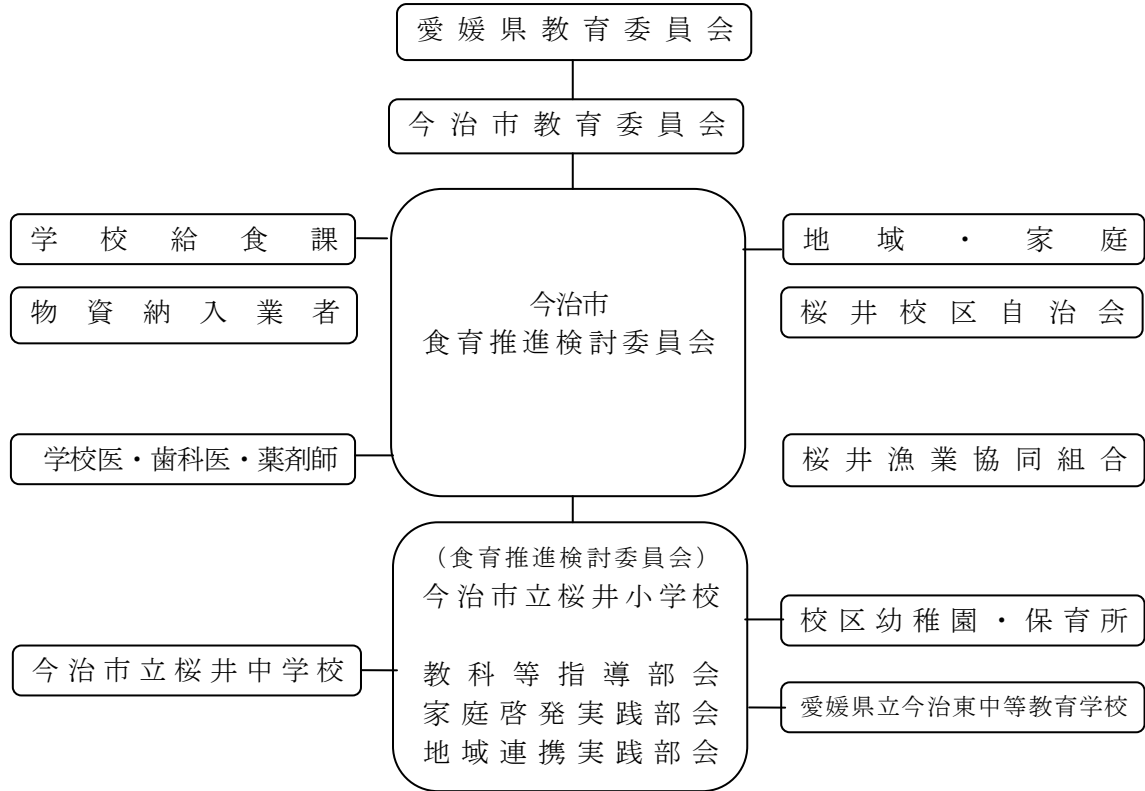 愛媛県教育委員会
今治市教育委員会
学校給食課
地域・家庭
物資納入業者
今治市
食育推進検討委員会
桜井校区自治会
学校医・歯科医・薬剤師
桜井漁業協同組合
（食育推進検討委員会）
今治市立桜井小学校
校区幼稚園・保育所
今治市立桜井中学校
教科等指導部会
家庭啓発実践部会
地域連携実践部会
愛媛県立今治東中等教育学校